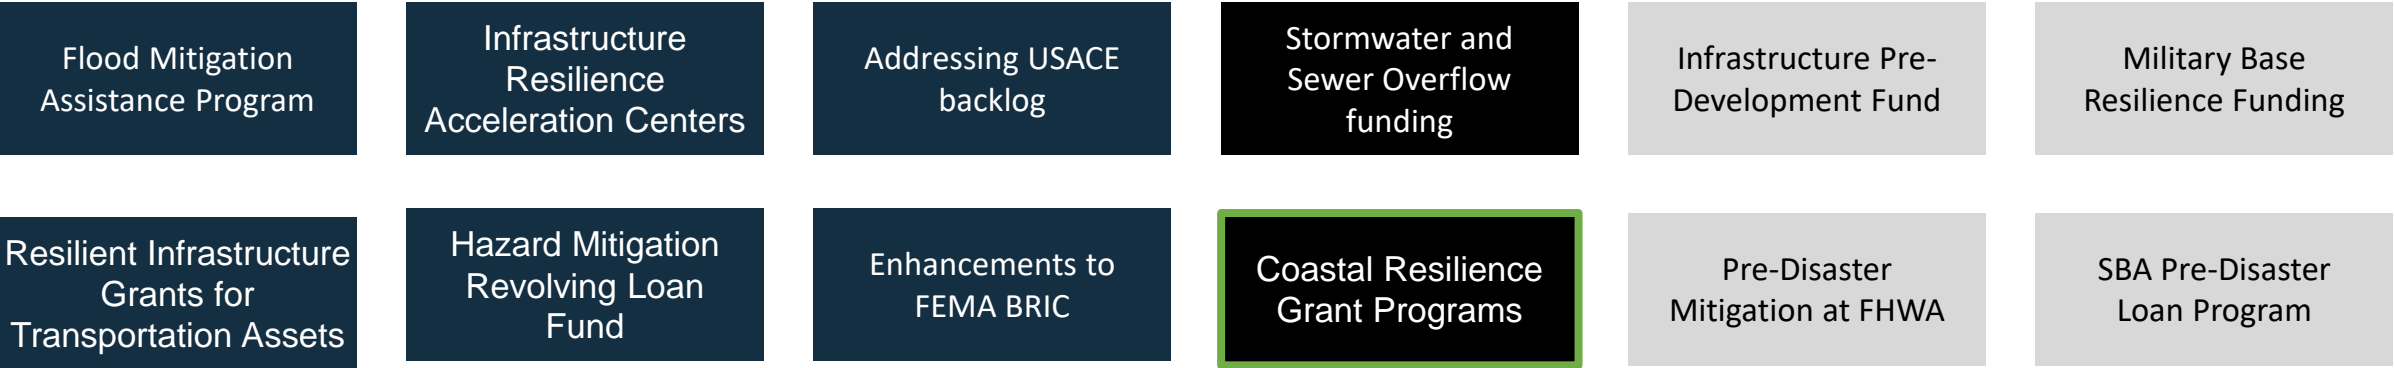 Flood Mitigation
Assistance Program
Infrastructure
Resilience
Acceleration Centers
Addressing USACE
backlog
Stormwater and
Sewer Overflow
funding
Infrastructure Pre-
Development Fund
Military Base
Resilience Funding
Resilient Infrastructure
Grants for
Transportation Assets
Hazard Mitigation
Revolving Loan
Fund
Enhancements to
FEMA BRIC
Coastal Resilience
Grant Programs
Pre-Disaster
Mitigation at FHWA
SBA Pre-Disaster
Loan Program